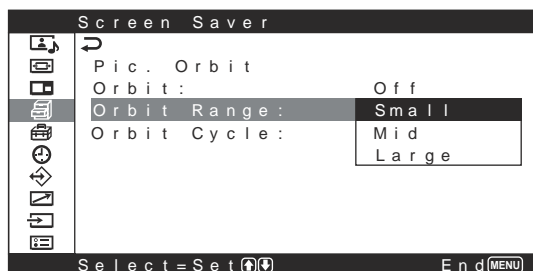 Screen Saver
Pic. Orbit
Orbit: Off
Orbit Range: Small
Orbit Cycle: Mid
Large
Select=Set End MENU